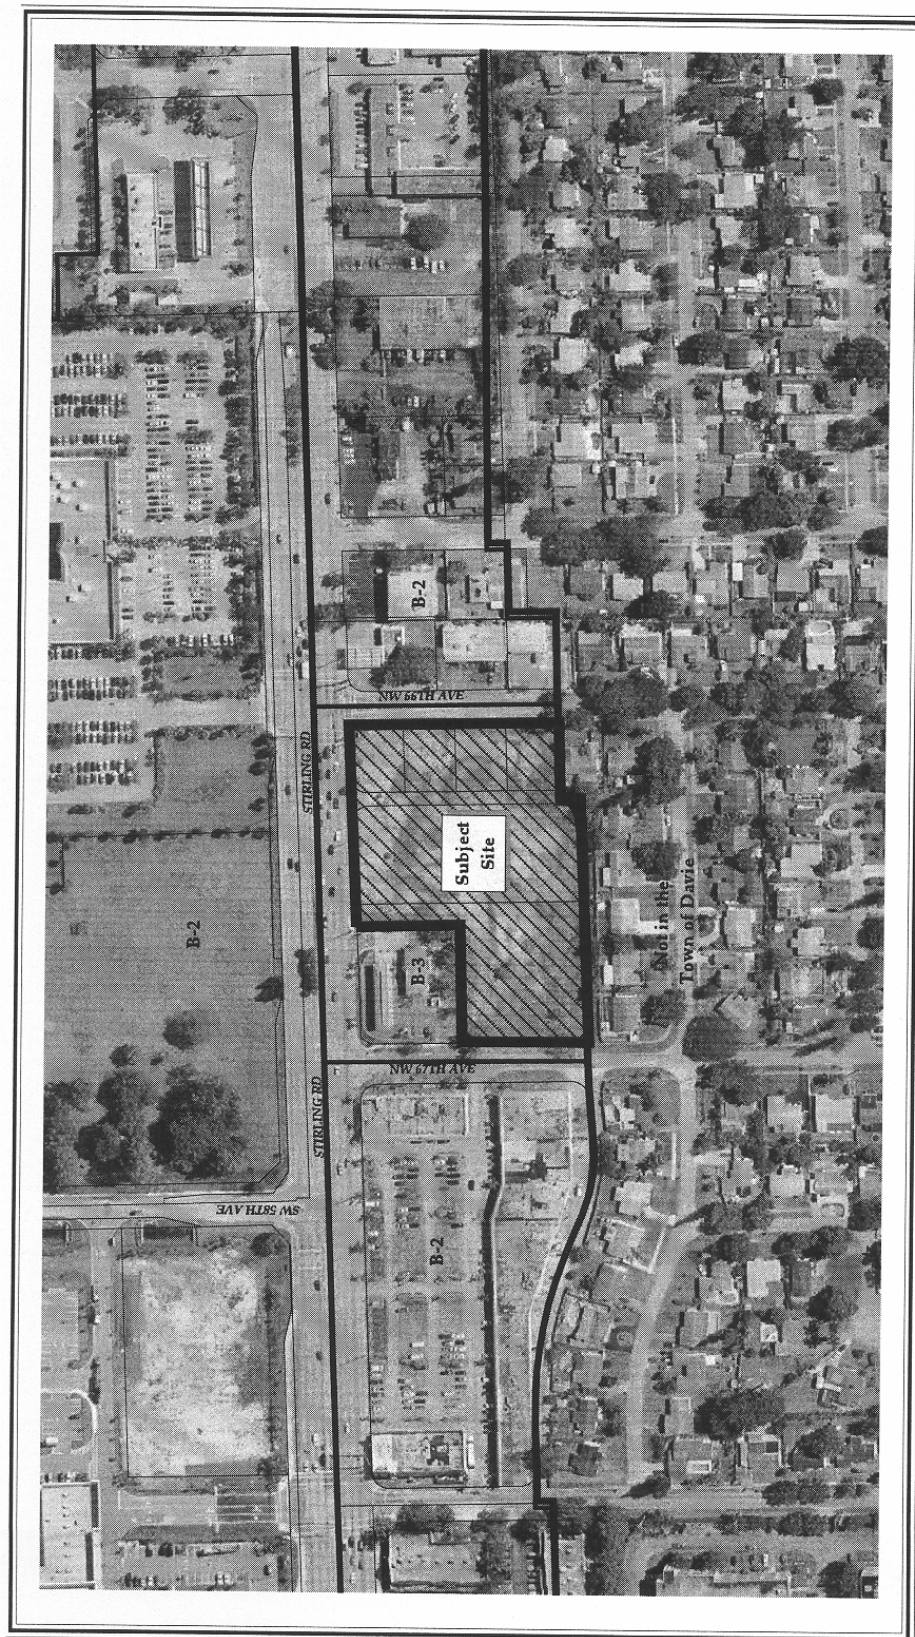 B-2
NW 66TH AVE
STIRLING RD
Subject
Site
B-2
Not in the
Town of Davie
B-3
NW 67TH AVE
STIRLING RD
SW 58TH AVE
B-2